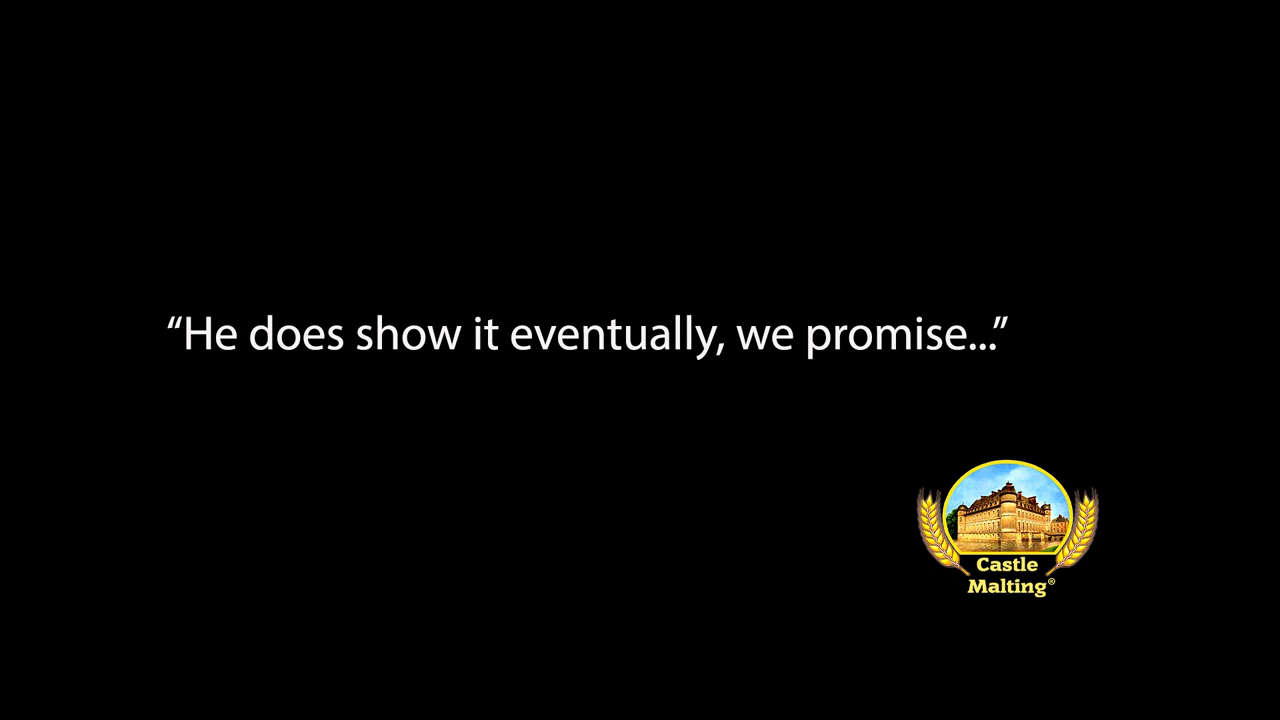 “He does show it eventually, we promise...”
Castle
Malting®